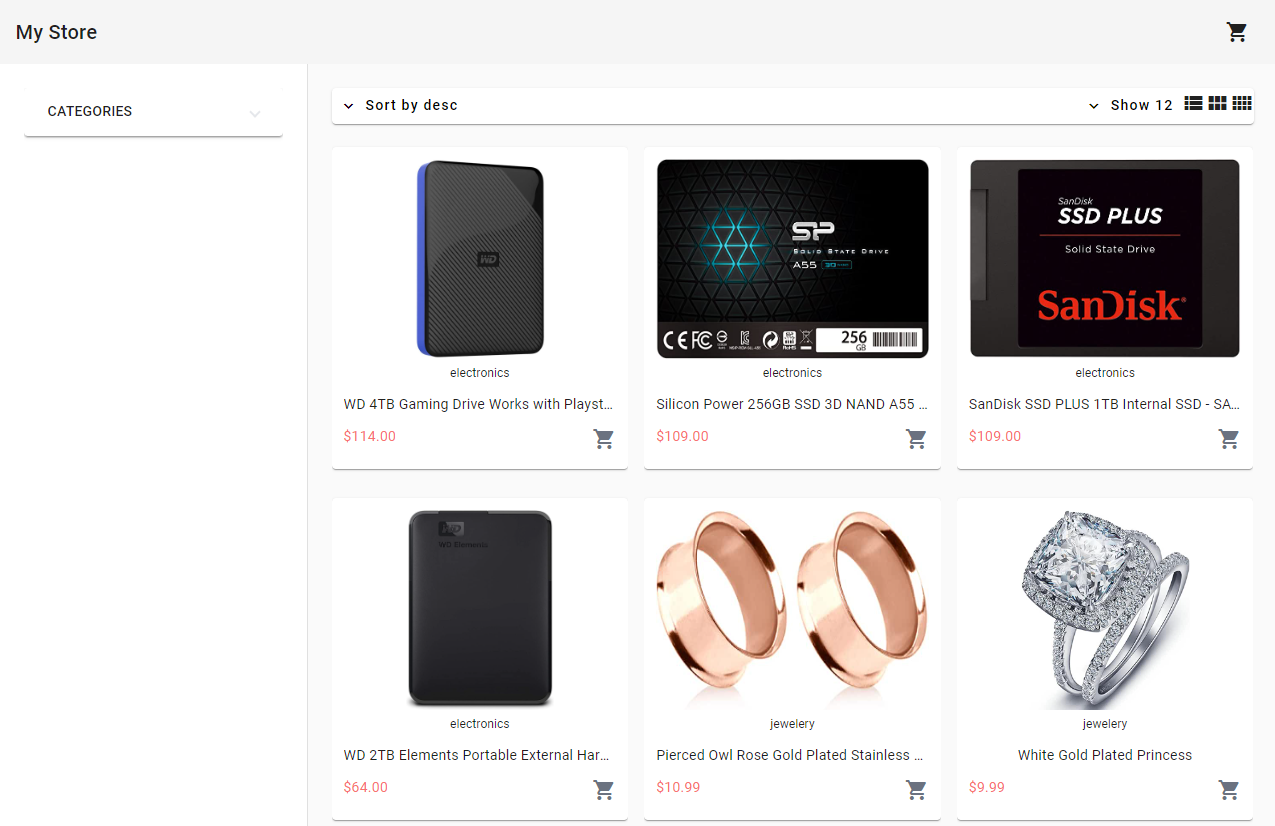 My Store
CATEGORIES
Sort by desc
Show 12
WD
electronics
WD 4TB Gaming Drive Works with Playst...
$114.00
SP
SOLID STATE DRIVE
A55
256
GB
electronics
Silicon Power 256GB SSD 3D NAND A55 ...
$109.00
SanDisk
SSD PLUS
Solid State Drive
SanDisk
electronics
SanDisk SSD PLUS 1TB Internal SSD - SA...
$109.00
WD
WD Elements
electronics
WD 2TB Elements Portable External Har...
$64.00
jewelery
Pierced Owl Rose Gold Plated Stainless ...
$10.99
jewelery
White Gold Plated Princess
$9.99